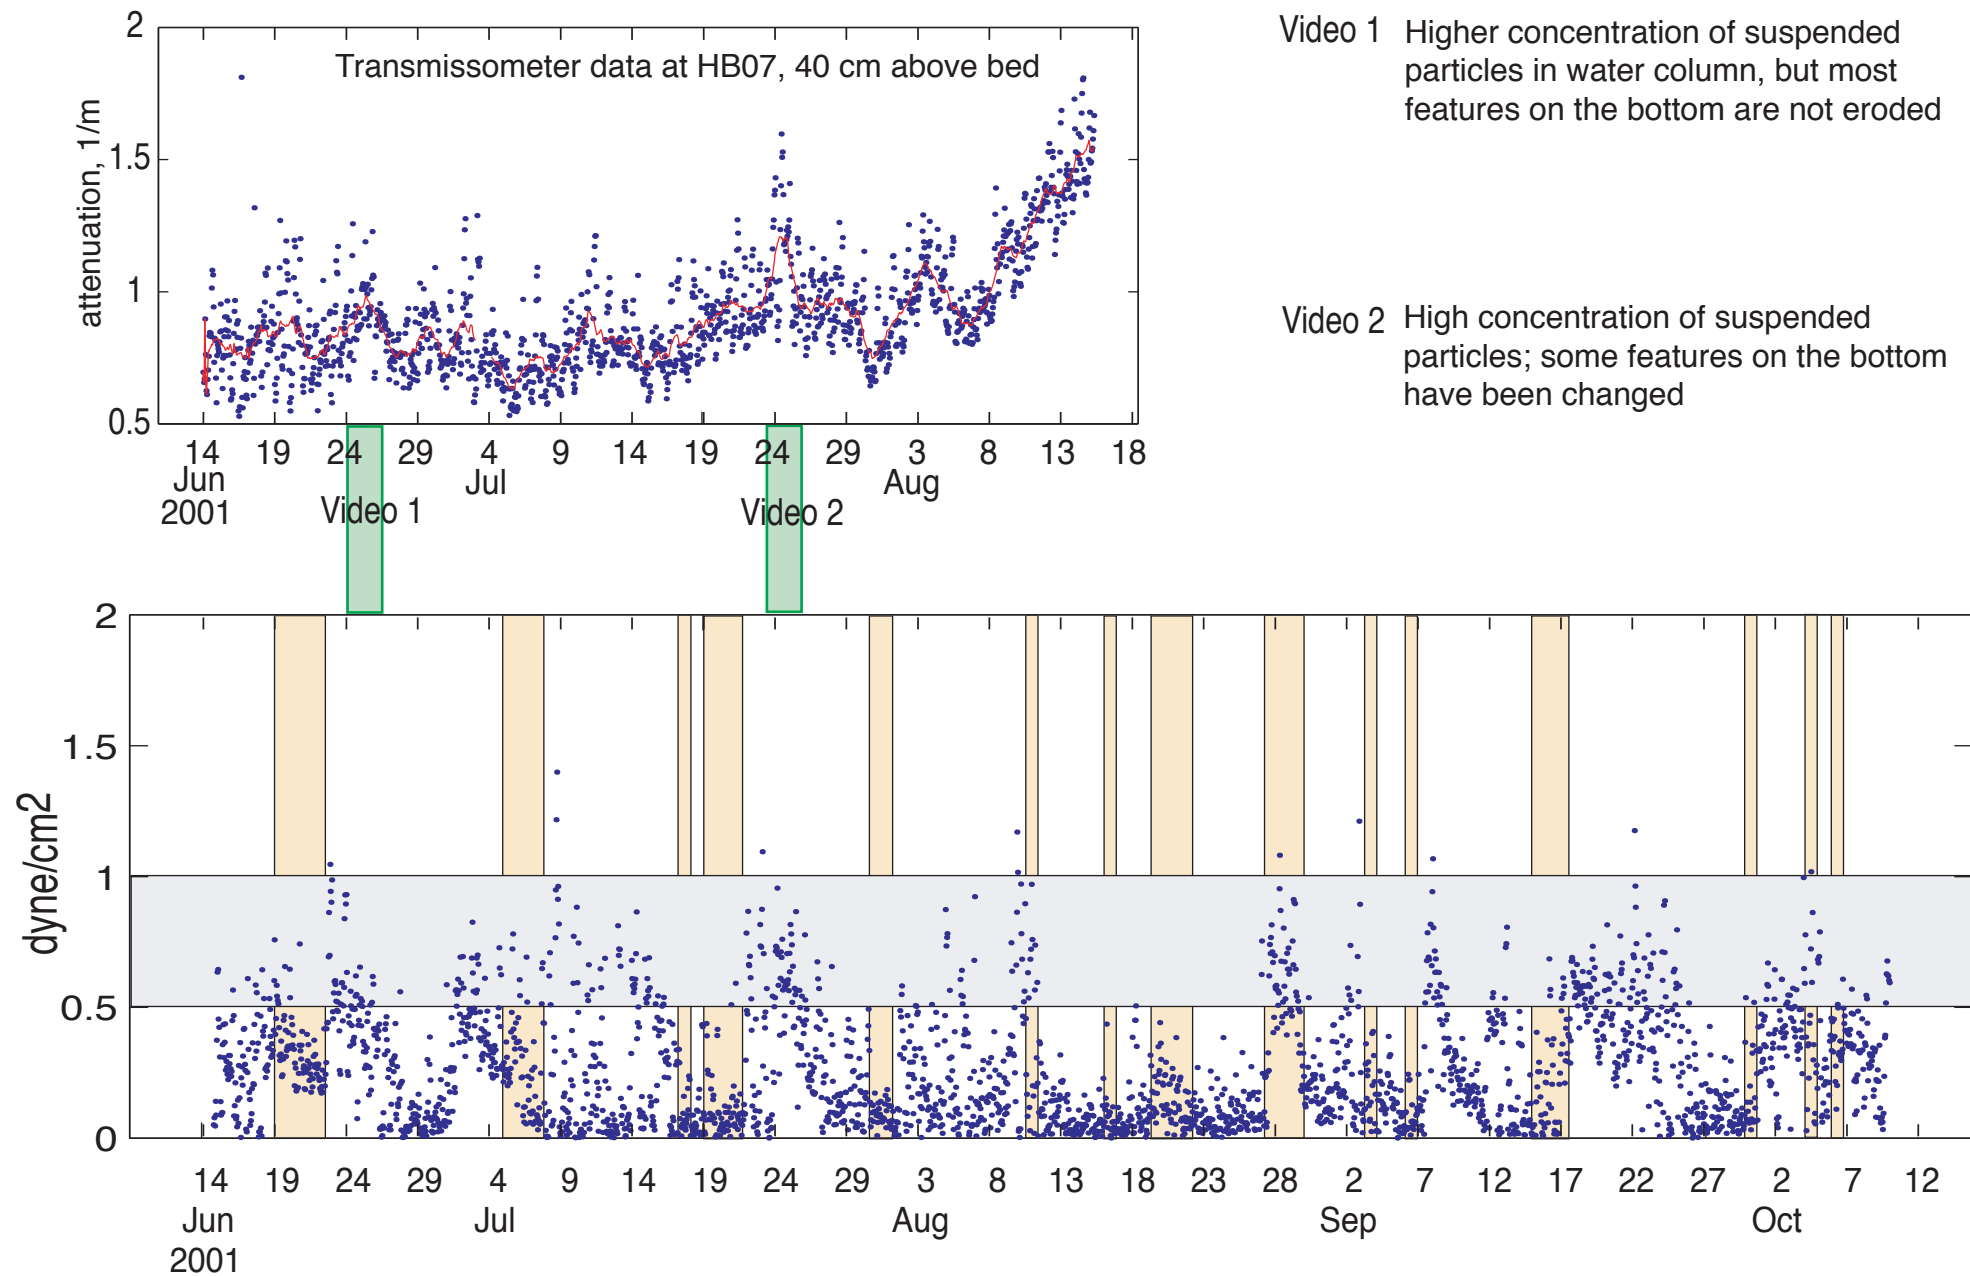 2
Transmissometer data at HB07, 40 cm above bed
attenuation, 1/m
1.5
1
0.5
14 19 24 29 4 9 14 19 24 29 3 8 13 18
Jun Jul Aug
2001
Video 1 Video 2
Video 1 Higher concentration of suspended
particles in water column, but most
features on the bottom are not eroded
Video 2 High concentration of suspended
particles; some features on the bottom
have been changed
2
1.5
1
dyne/cm2
0.5
0
14 19 24 29 4 9 14 19 24 29 3 8 13 18 23 28 2 7 12 17 22 27 2 7 12
Jun Jul Aug Sep Oct
2001